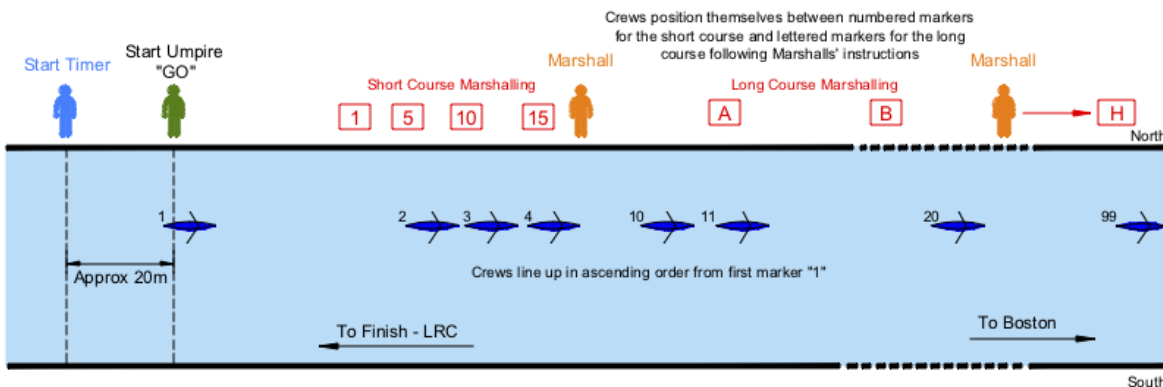 Crews position themselves between numbered markers
for the short course and lettered markers for the long
course following Marshalls' instructions
Start Timer
Start Umpire
"GO"
Marshall
Marshall
Short Course Marshalling
Long Course Marshalling
1
5
10
15
A
B
H
North
1
2
3
4
10
11
20
99
Approx 20m
Crews line up in ascending order from first marker "1"
To Finish - LRC
To Boston
South